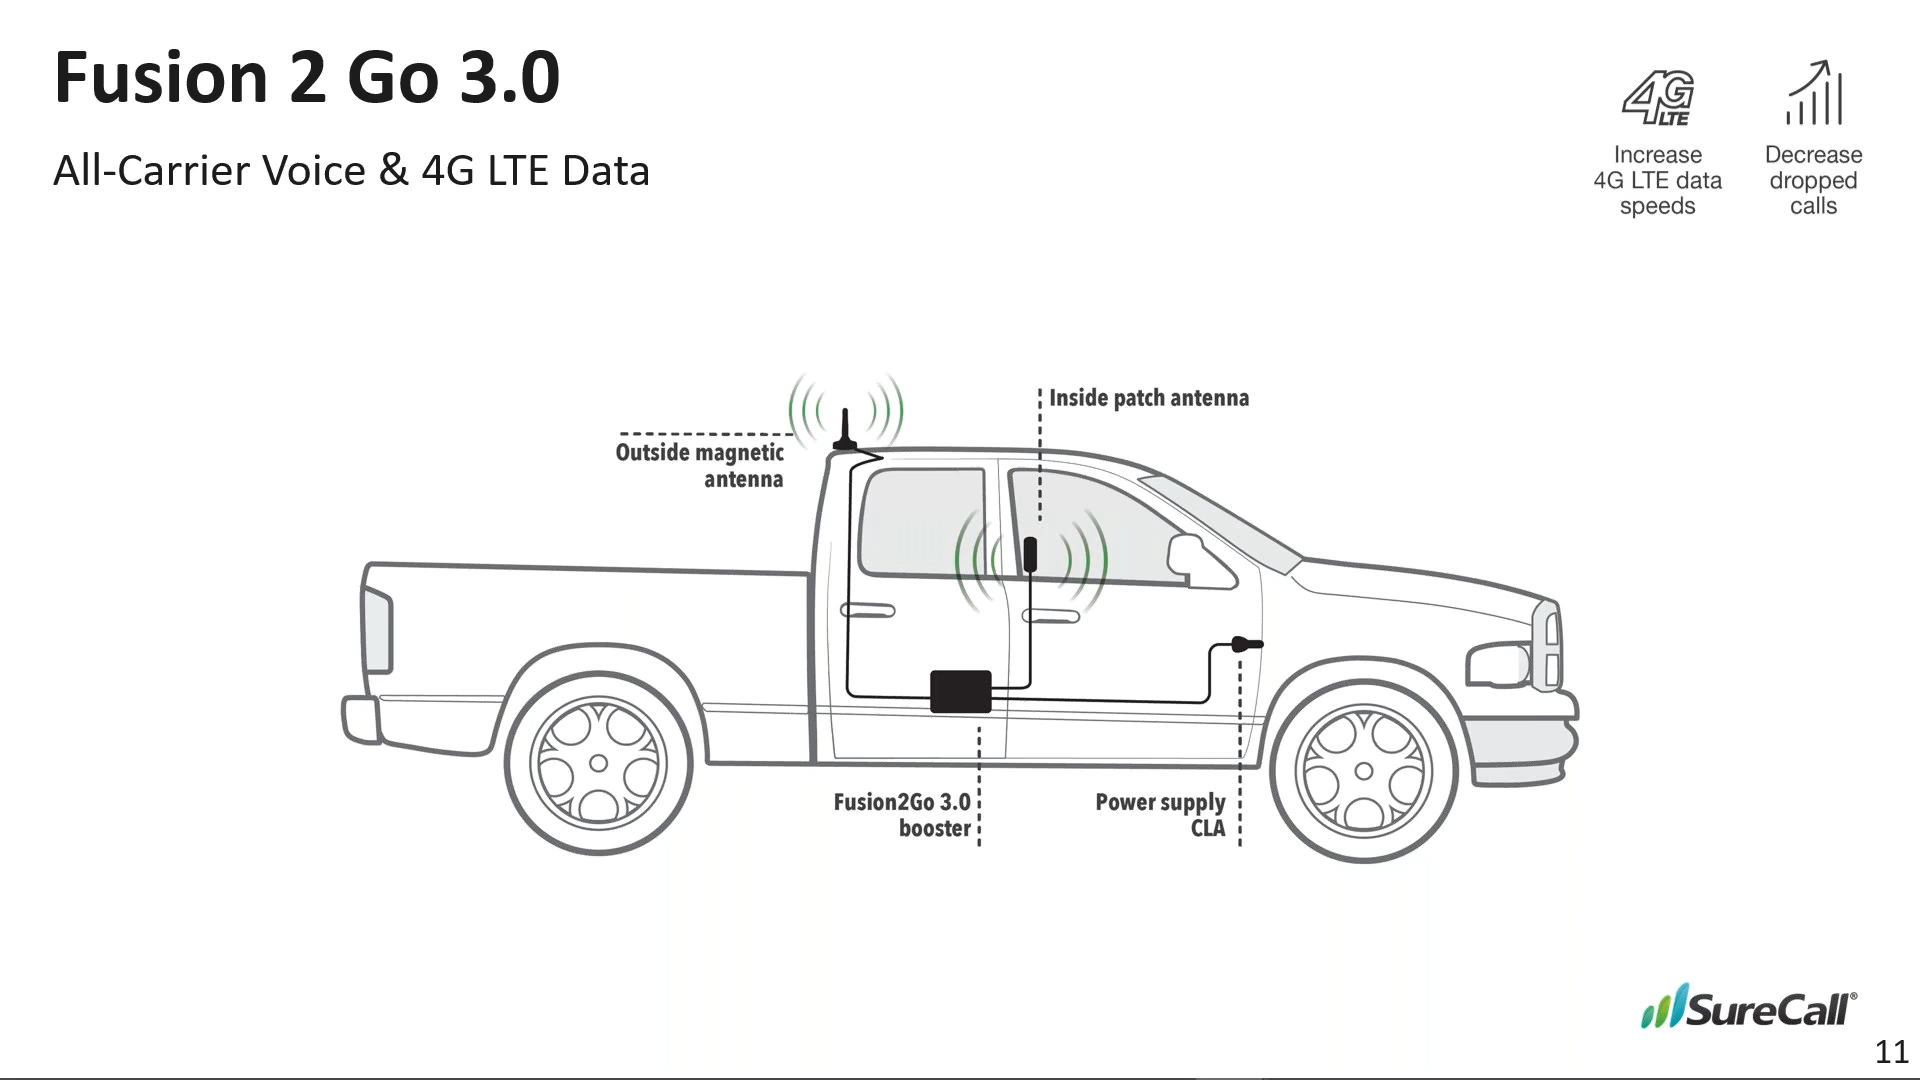 Fusion 2 Go 3.0
All-Carrier Voice & 4G LTE Data
4G
LTE
Increase
4G LTE data
speeds
Decrease
dropped
calls
Inside patch antenna
Outside magnetic
antenna
Fusion2Go 3.0
booster
Power supply
CLA
SureCall®
11